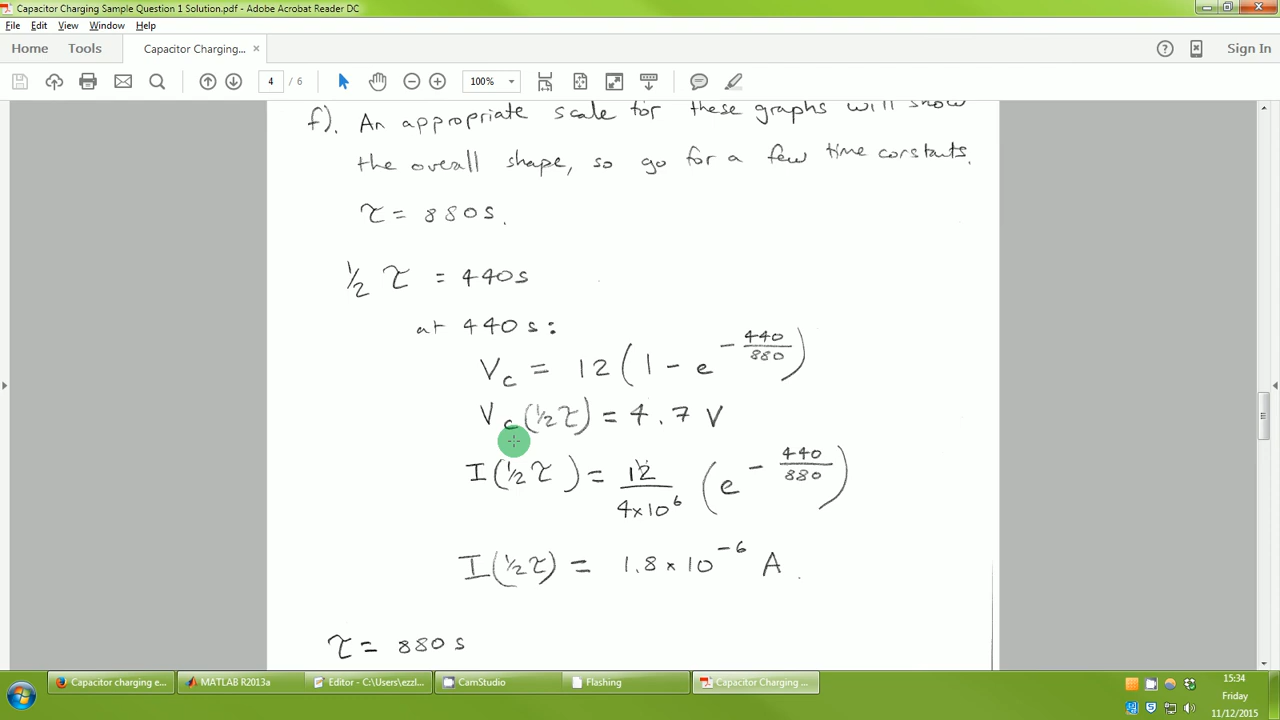 Capacitor Charging Sample Question 1 Solution.pdf - Adobe Acrobat Reader DC
File Edit View Window Help
Home Tools Capacitor Charging... × Sign In
4 / 6 100%
f). An appropriate scale for these graphs will show
the overall shape, so go for a few time constants.
τ = 880s.
½ τ = 440s
at 440 s:
Vc = 12 (1 - e^-440/880)
Vc(½τ) = 4.7 V
I(½τ) = 12/4×10^6 (e^-440/880)
I(½τ) = 1.8 × 10^-6 A.
τ = 880 s
Capacitor charging e... MATLAB R2013a Editor - C:\Users\ezzl... CamStudio Flashing Capacitor Charging ...
15:34
Friday
11/12/2015